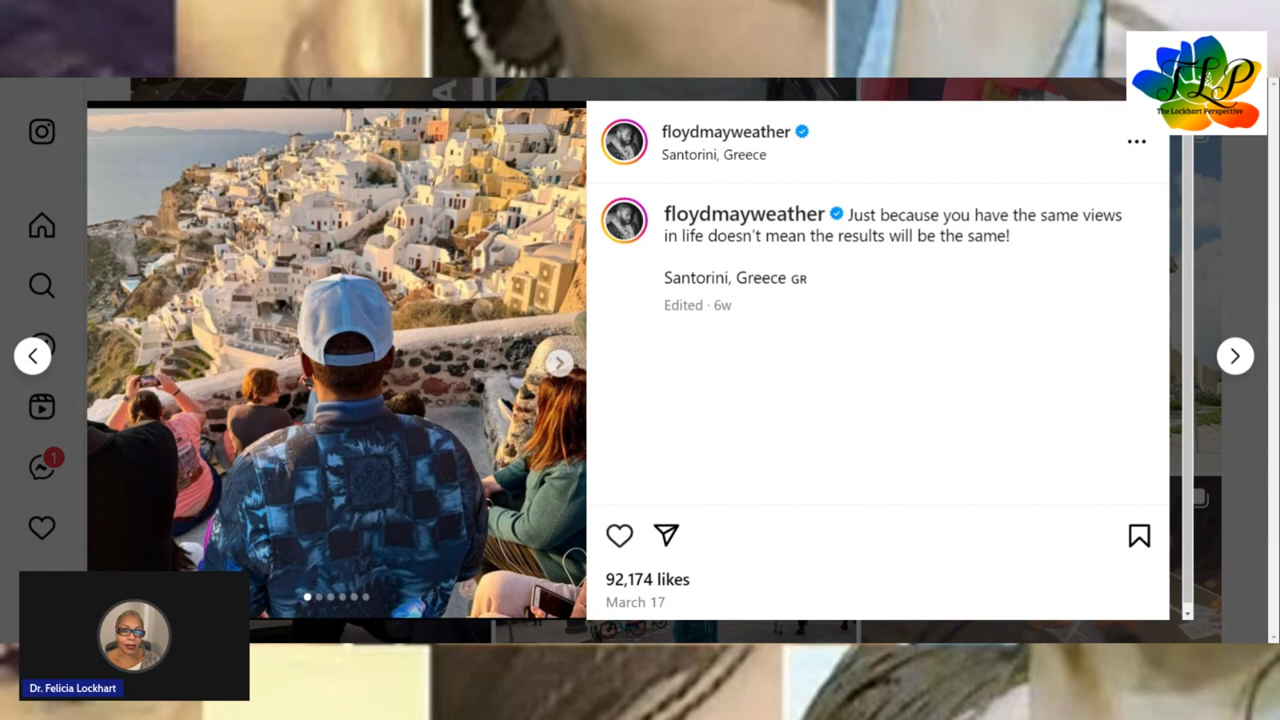 TLP
The Lockhart Perspective
floydmayweather
Santorini, Greece
floydmayweather Just because you have the same views
in life doesn't mean the results will be the same!
Santorini, Greece GR
Edited · 6w
1
92,174 likes
March 17
Dr. Felicia Lockhart